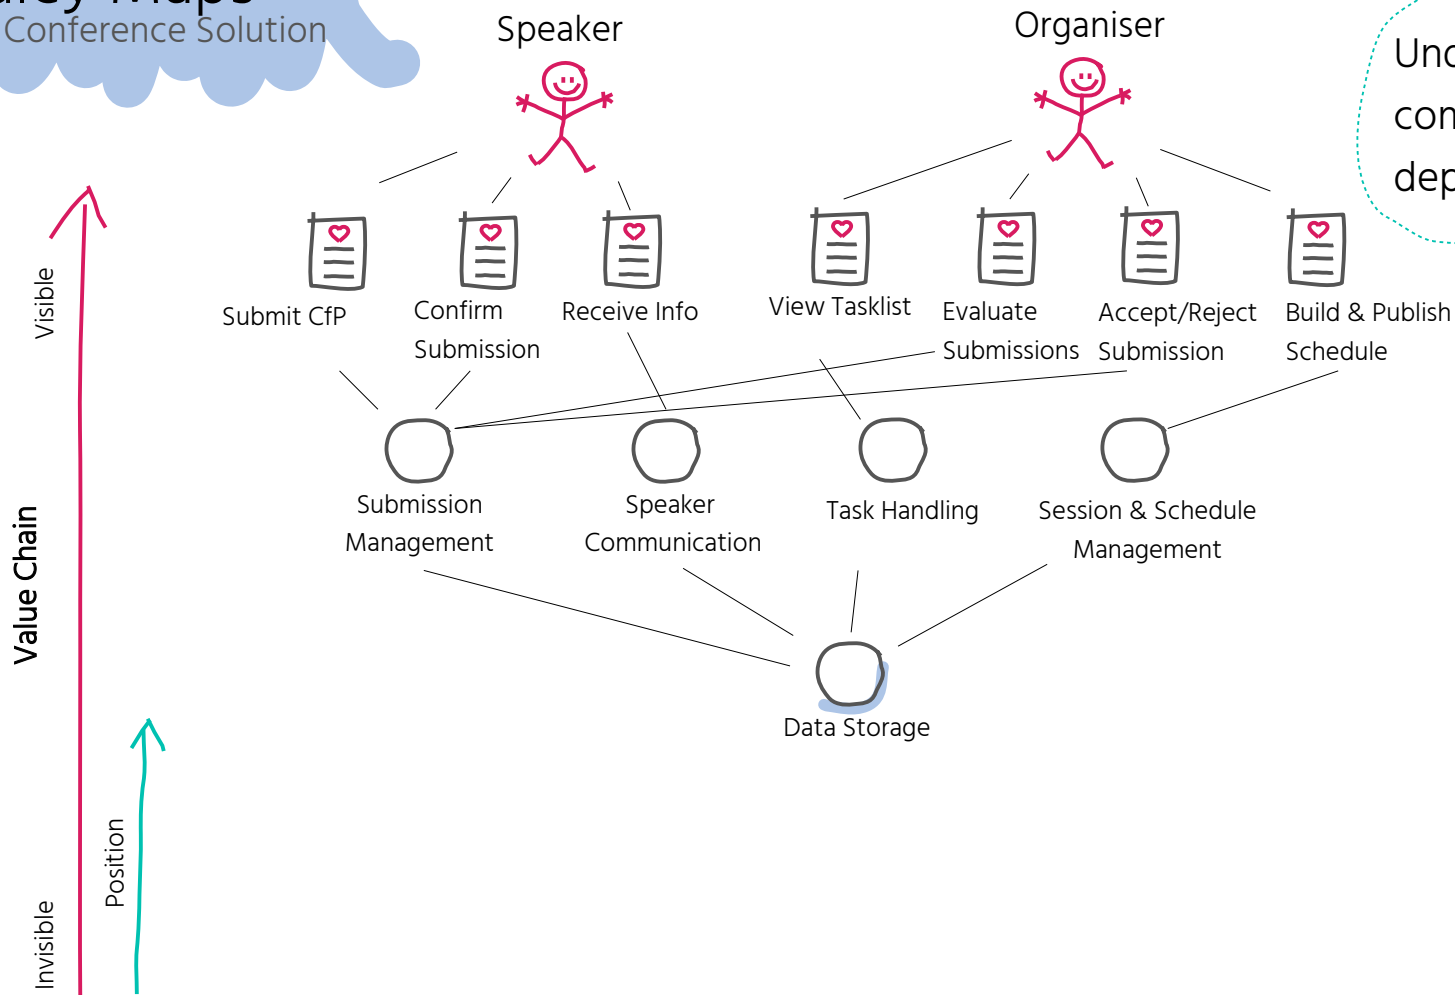 Maps
Conference Solution
Speaker
Organiser
Submit CfP
Confirm
Submission
Receive Info
View Tasklist
Evaluate
Submissions
Accept/Reject
Submission
Build & Publish
Schedule
Submission
Management
Speaker
Communication
Task Handling
Session & Schedule
Management
Data Storage
Visible
Value Chain
Position
Invisible